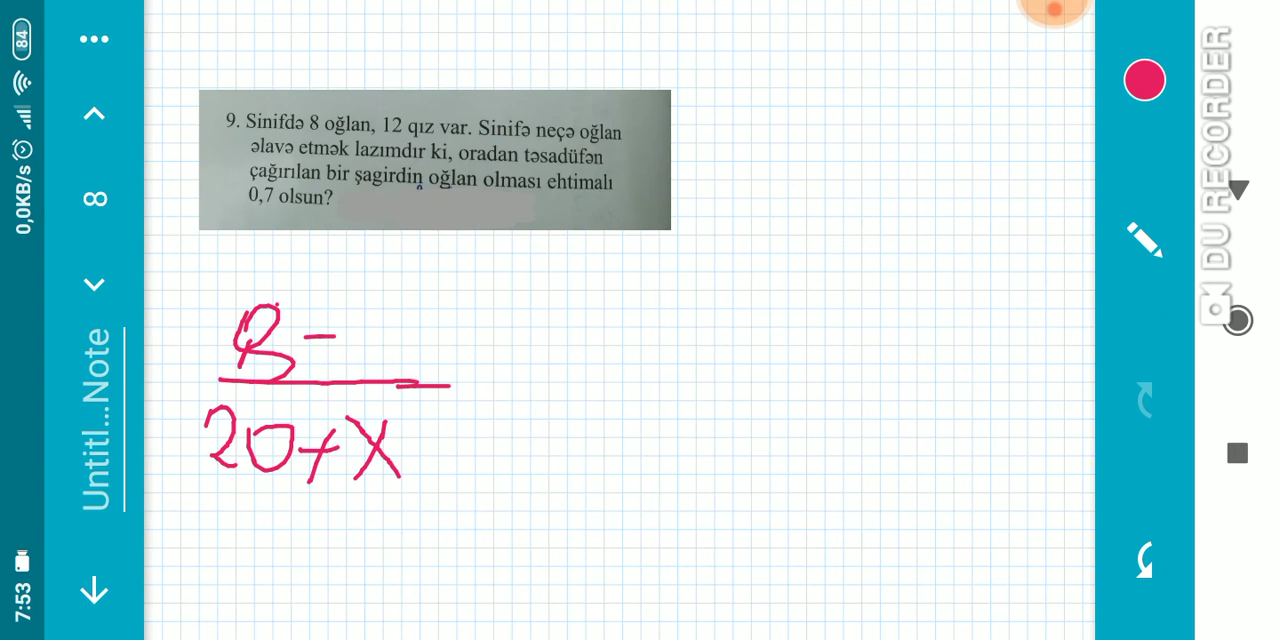 9. Sinifdə 8 oğlan, 12 qız var. Sinifə neçə oğlan
əlavə etmək lazımdır ki, oradan təsadüfən
çağırılan bir şagirdin oğlan olması ehtimalı
0,7 olsun?
8 -
20+X
7:53
0,0KB/s
84
Untitl...Note
8
DU RECORDER